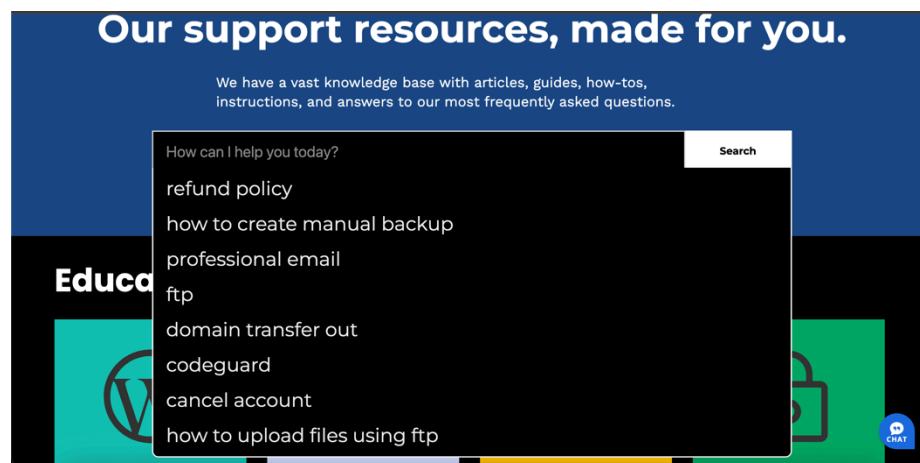 Our support resources, made for you.
We have a vast knowledge base with articles, guides, how-tos,
instructions, and answers to our most frequently asked questions.
How can I help you today?
Search
refund policy
how to create manual backup
professional email
ftp
domain transfer out
codeguard
cancel account
how to upload files using ftp
Educa
W
CHAT